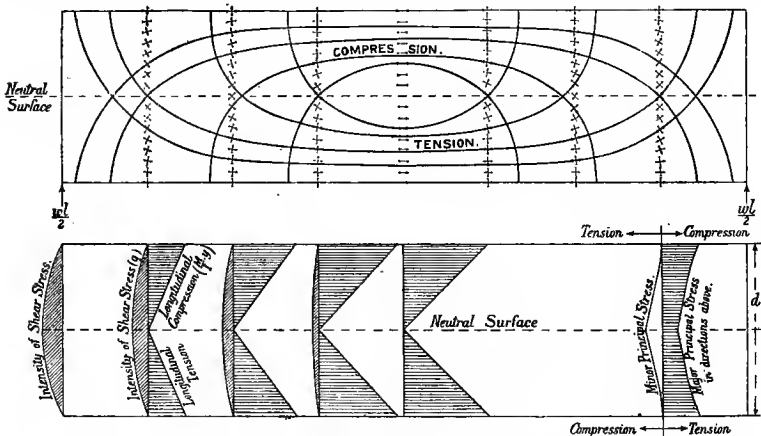 COMPRESSION.
Neutral
Surface
TENSION.
wl
2
wl
2
Tension
Compression
Intensity of Shear Stress.
Intensity of Shear Stress (q)
Longitudinal
Compression
Longitudinal
Tension
Neutral Surface
Minor Principal Stress.
Major Principal Stress
in directions above.
d
Compression
Tension